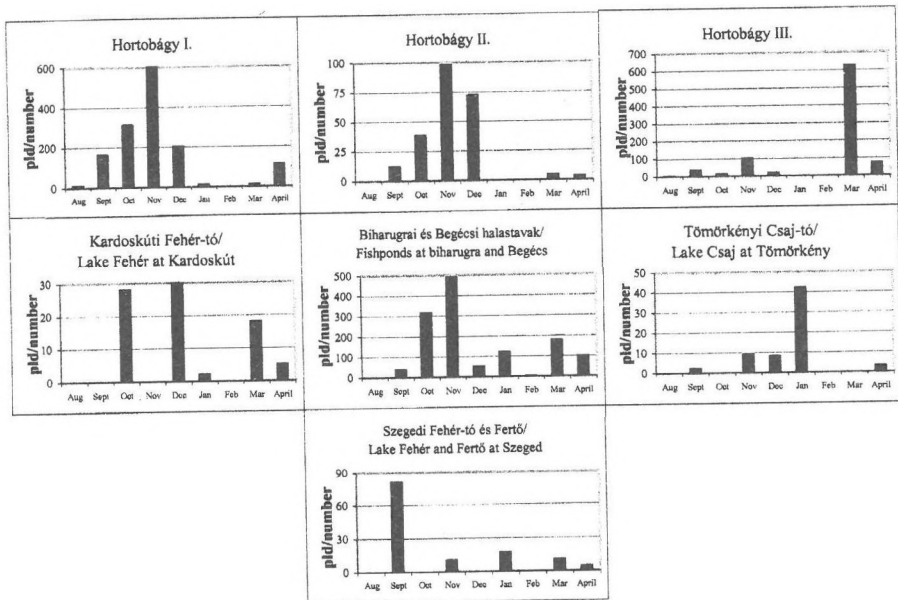 Hortobágy I.
pld/number
600
400
200
0
Aug Sept Oct Nov Dec Jan Feb Mar April
Hortobágy II.
pld/number
100
75
50
25
0
Aug Sept Oct Nov Dec Jan Feb Mar April
Hortobágy III.
pld/number
700
600
500
400
300
200
100
0
Aug Sept Oct Nov Dec Jan Feb Mar April
Kardoskúti Fehér-tó/
Lake Fehér at Kardoskút
pld/number
30
20
10
0
Aug Sept Oct Nov Dec Jan Feb Mar April
Biharugrai és Begécsi halastavak/
Fishponds at biharugra and Begécs
pld/number
500
400
300
200
100
0
Aug Sept Oct Nov Dec Jan Feb Mar April
Tömörkényi Csaj-tó/
Lake Csaj at Tömörkény
pld/number
50
40
30
20
10
0
Aug Sept Oct Nov Dec Jan Feb Mar April
Szegedi Fehér-tó és Fertő/
Lake Fehér and Fertő at Szeged
pld/number
90
60
30
0
Aug Sept Oct Nov Dec Jan Feb Mar April